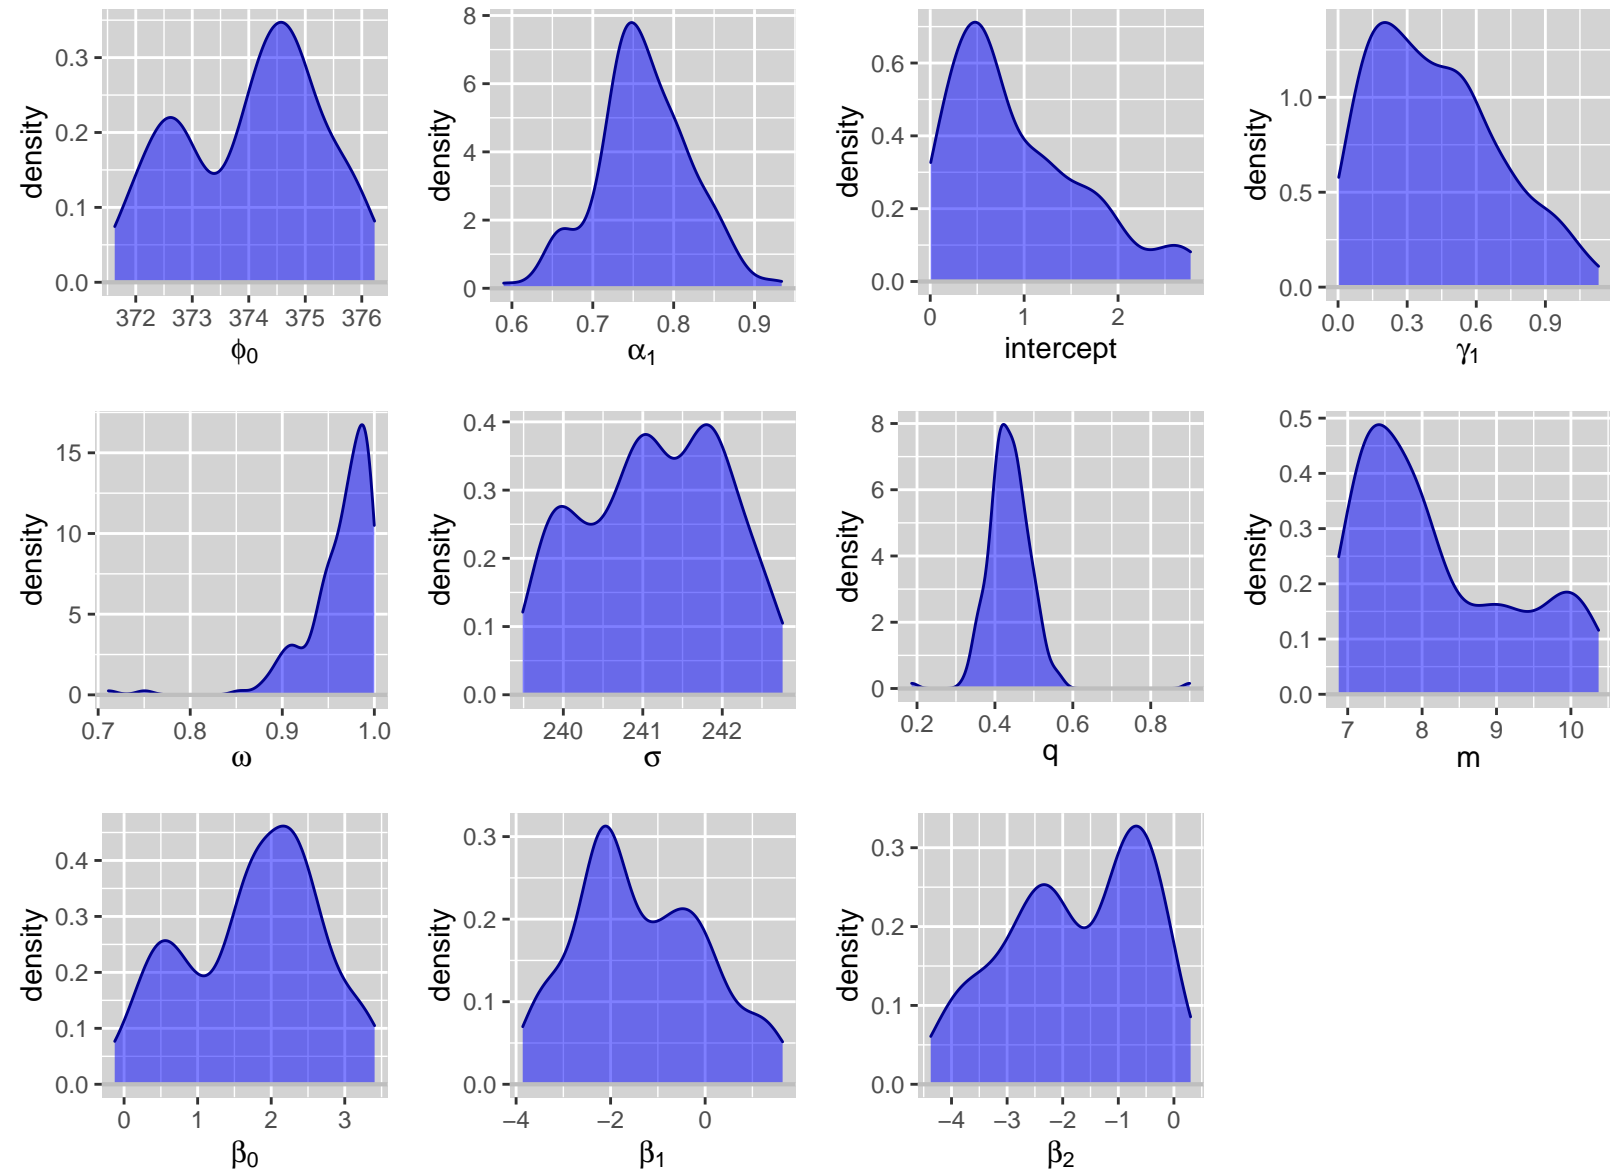 density
0.3
0.2
0.1
0.0
372 373 374 375 376
ϕ0
density
8
6
4
2
0
0.6 0.7 0.8 0.9
α1
density
0.6
0.4
0.2
0.0
0 1 2
intercept
density
1.0
0.5
0.0
0.0 0.3 0.6 0.9
γ1
density
15
10
5
0
0.7 0.8 0.9 1.0
ω
density
0.4
0.3
0.2
0.1
0.0
240 241 242
σ
density
8
6
4
2
0
0.2 0.4 0.6 0.8
q
density
0.5
0.4
0.3
0.2
0.1
0.0
7 8 9 10
m
density
0.4
0.3
0.2
0.1
0.0
0 1 2 3
β0
density
0.3
0.2
0.1
0.0
−4 −2 0
β1
density
0.3
0.2
0.1
0.0
−4 −3 −2 −1 0
β2